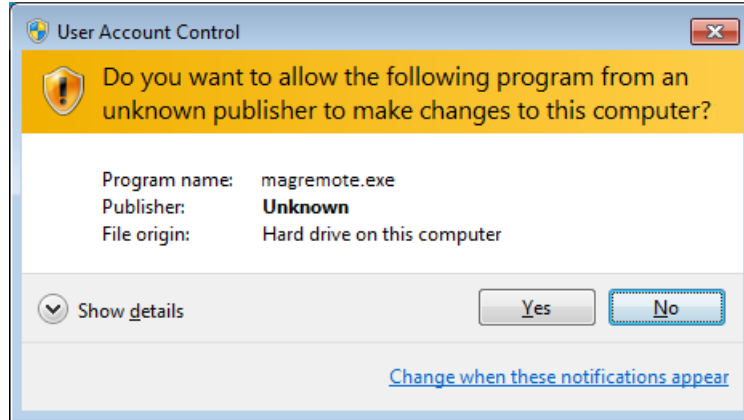 User Account Control
Do you want to allow the following program from an
unknown publisher to make changes to this computer?
Program name: magremote.exe
Publisher: Unknown
File origin: Hard drive on this computer
Show details
Yes No
Change when these notifications appear